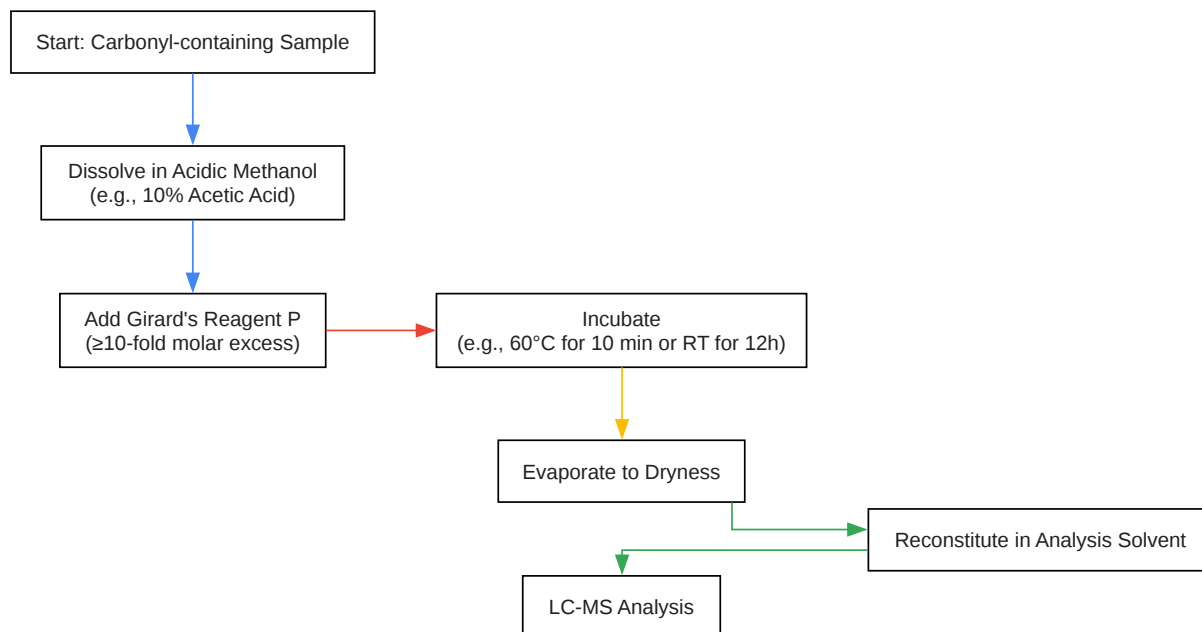 Start: Carbonyl-containing Sample
Dissolve in Acidic Methanol
(e.g., 10% Acetic Acid)
Add Girard's Reagent P
(≥10-fold molar excess)
Incubate
(e.g., 60°C for 10 min or RT for 12h)
Evaporate to Dryness
Reconstitute in Analysis Solvent
LC-MS Analysis